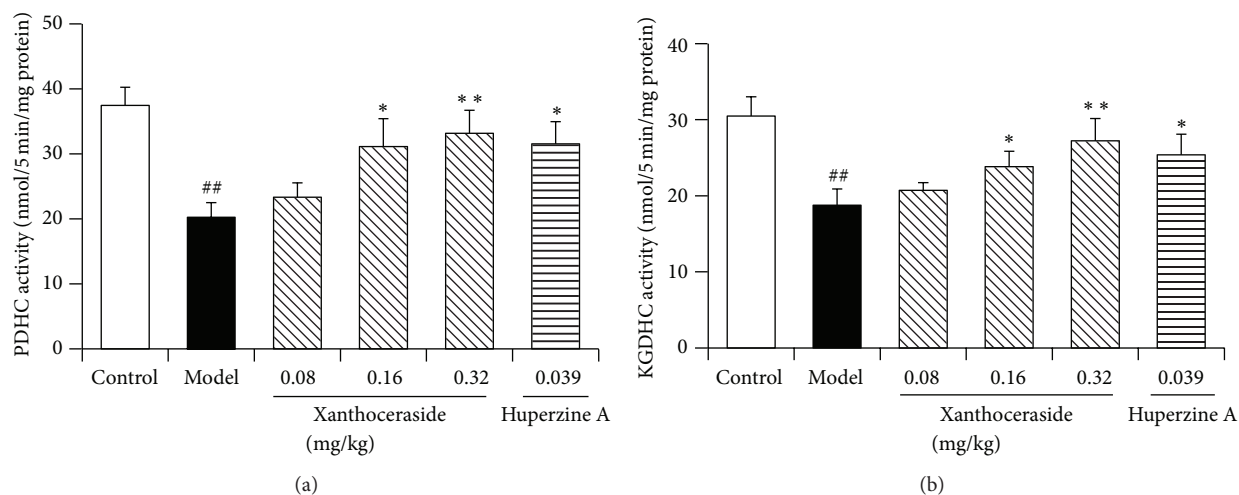 PDHC activity (nmol/5 min/mg protein)
50
40
30
20
10
0
##
*
**
*
Control Model 0.08 0.16 0.32 0.039
Xanthoceraside Huperzine A
(mg/kg)
(a)
KGDHC activity (nmol/5 min/mg protein)
40
30
20
10
0
##
*
**
*
Control Model 0.08 0.16 0.32 0.039
Xanthoceraside Huperzine A
(mg/kg)
(b)